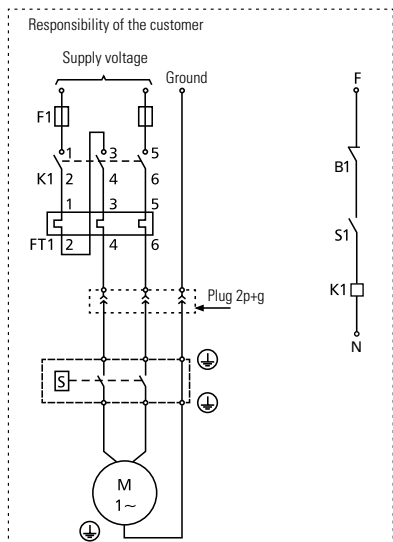 Responsibility of the customer
Supply voltage
Ground
F
F1
1 3 5
B1
K1 2 4 6
1 3 5
S1
FT1 2 4 6
K1
Plug 2p+g
N
S
M
1~